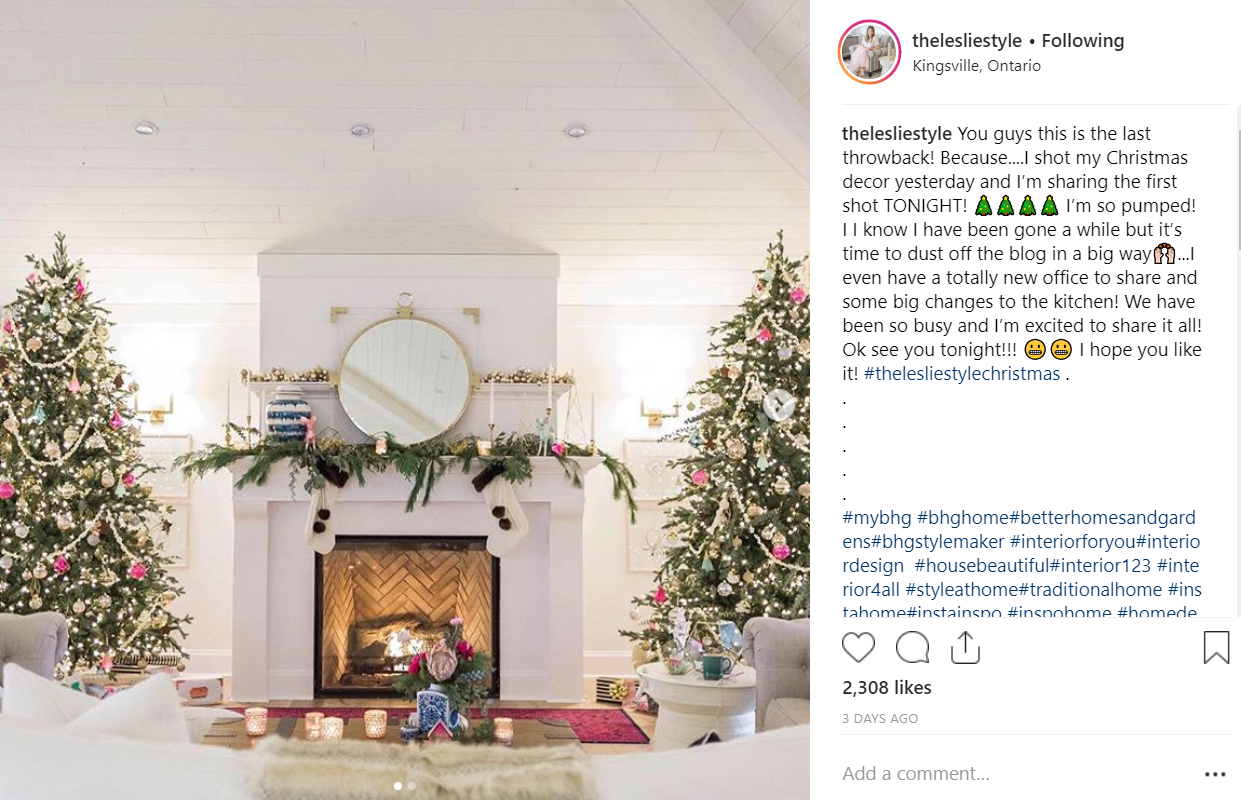 thelesliestyle • Following
Kingsville, Ontario
thelesliestyle You guys this is the last
throwback! Because....I shot my Christmas
decor yesterday and I'm sharing the first
shot TONIGHT! 🎄🎄🎄🎄 I'm so pumped!
I I know I have been gone a while but it's
time to dust off the blog in a big way🙌...I
even have a totally new office to share and
some big changes to the kitchen! We have
been so busy and I'm excited to share it all!
Ok see you tonight!!! 😬😬 I hope you like
it! #thelesliestylechristmas .
.
.
.
.
.
#mybhg #bhghome#betterhomesandgard
ens#bhgstylemaker #interiorforyou#interio
rdesign #housebeautiful#interior123 #inte
rior4all #styleathome#traditionalhome #ins
tahome#instainspo #inspohome #homede
2,308 likes
3 DAYS AGO
Add a comment...